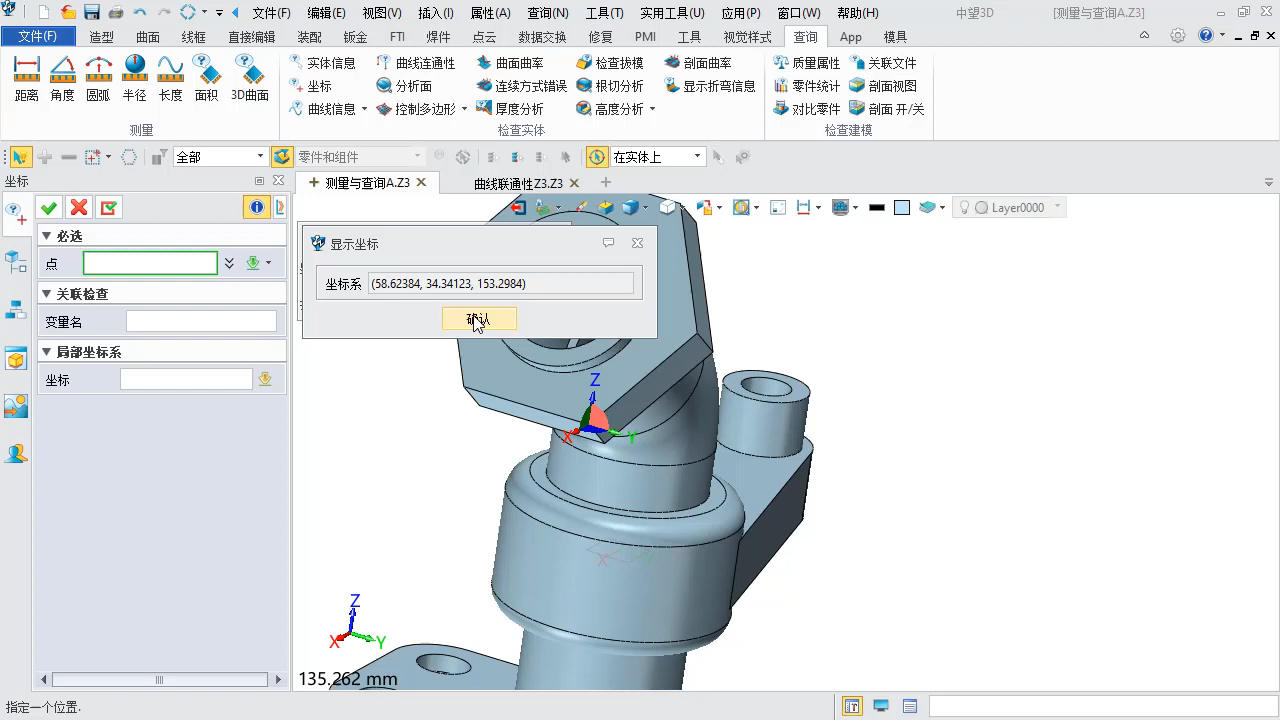 文件(F) 编辑(E) 视图(V) 插入(I) 属性(A) 查询(N) 工具(T) 实用工具(U) 应用(P) 窗口(W) 帮助(H) 中望3D [测量与查询A.Z3]
文件(F) 造型 曲面 线框 直接编辑 装配 钣金 FTI 焊件 点云 数据交换 修复 PMI 工具 视觉样式 查询 App 模具
距离 角度 圆弧 半径 长度 面积 3D曲面
实体信息 曲线连通性 曲面曲率 检查拔模 剖面曲率 质量属性 关联文件
坐标 分析面 连续方式错误 根切分析 显示折弯信息 零件统计 剖面视图
曲线信息 控制多边形 厚度分析 高度分析 对比零件 剖面 开/关
测量 检查实体 检查建模
全部 零件和组件 在实体上
坐标 测量与查询A.Z3 曲线联通性Z3.Z3
Layer0000
必选
点
关联检查
变量名
局部坐标系
坐标
显示坐标
坐标系 (58.62384, 34.34123, 153.2984)
确认
Z
X Y
X Y
Z
X Y
135.262 mm
指定一个位置.